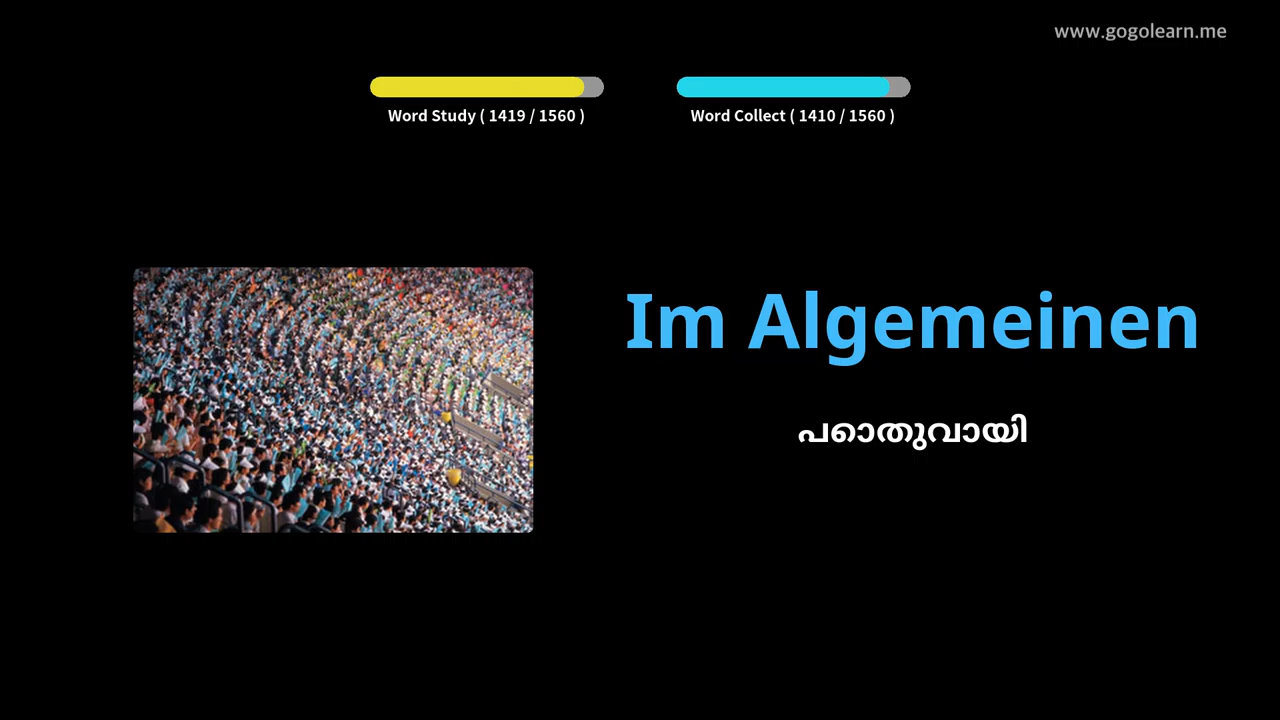 www.gogolearn.me
Word Study ( 1419 / 1560 )
Word Collect ( 1410 / 1560 )
Im Algemeinen
പൊതുവായി